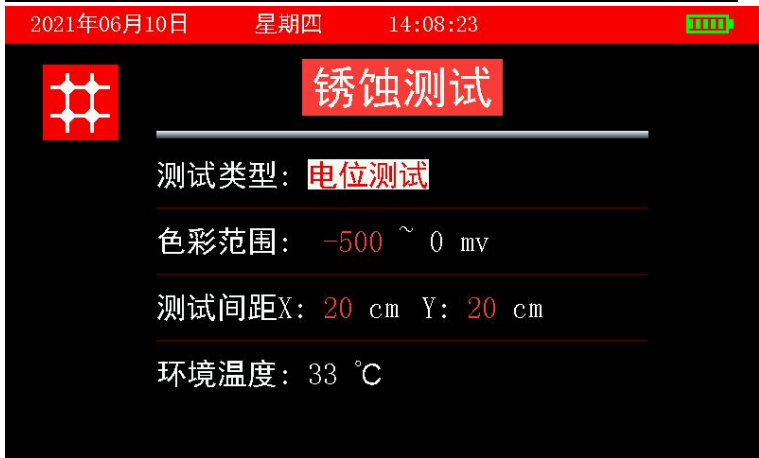 2021年06月10日 星期四 14:08:23
锈蚀测试
测试类型: 电位测试
色彩范围: -500 ~ 0 mv
测试间距X: 20 cm Y: 20 cm
环境温度: 33 ℃